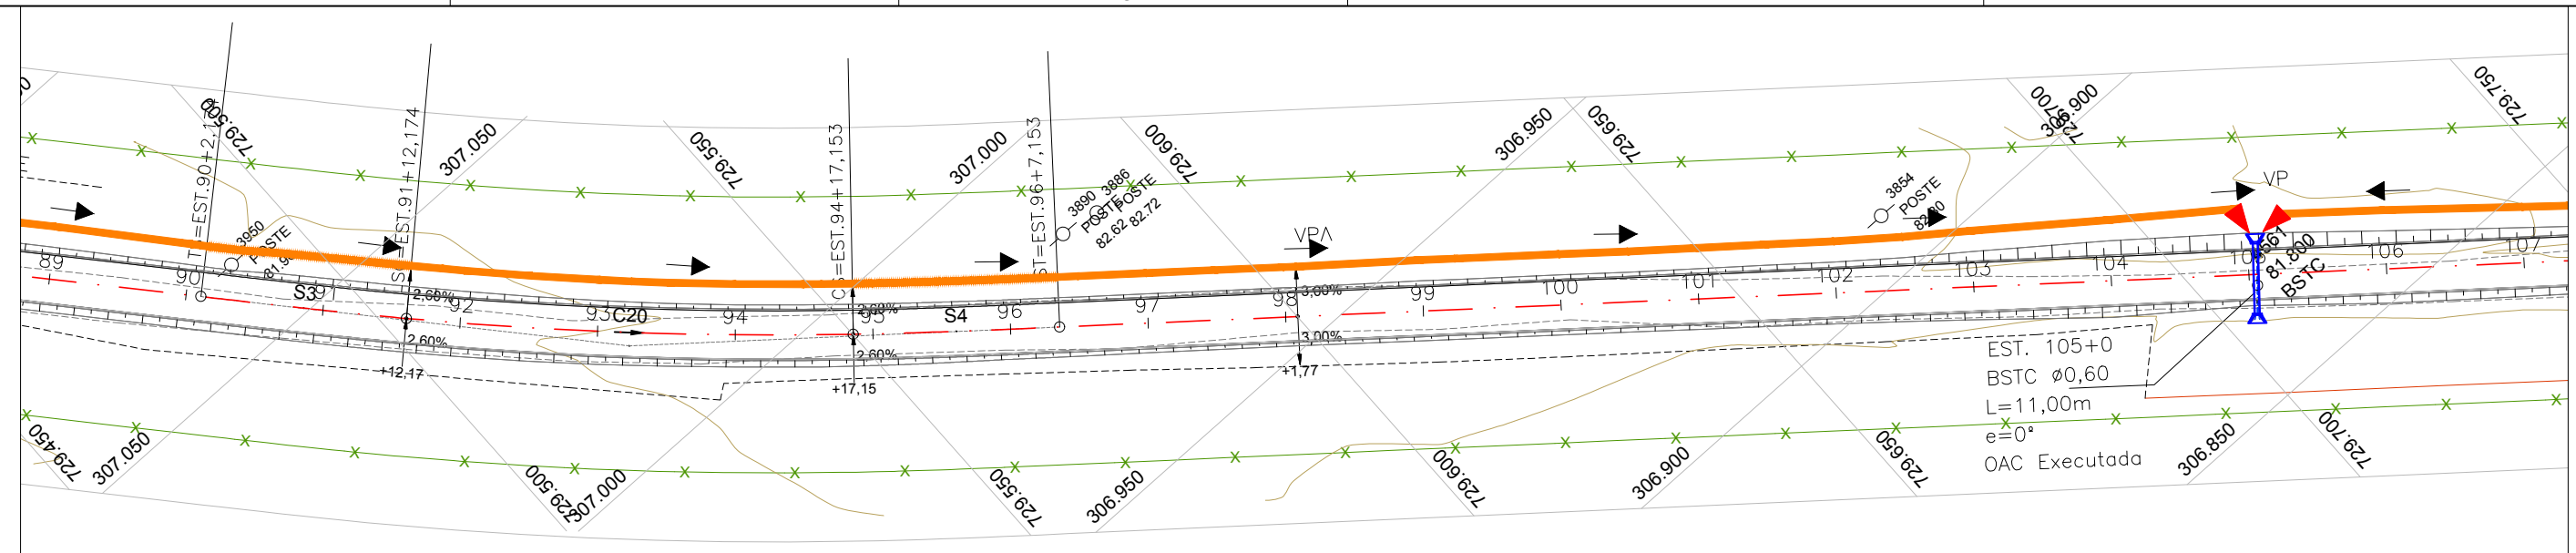 729.500
307.050
729.550
307.000
729.600
306.950
729.650
306.900
729.750
EST.90+2,174
SC=EST.91+12,174
CS=EST.94+17,153
ST=EST.96+7,153
3950
POSTE
3890
POSTE
82.62
3886
POSTE
82.72
3854
POSTE
VPA
VP
89
90
S3
91
92
93
C20
94
95
S4
96
97
98
99
100
101
102
103
104
105
106
107
2,60%
2,60%
2,60%
2,60%
3,00%
3,00%
+12,17
+17,15
+1,77
81.800
BSTC
EST. 105+0
BSTC ø0,60
L=11,00m
e=0°
OAC Executada
729.450
307.050
729.500
307.000
729.550
306.950
729.600
306.900
729.650
306.850
729.700